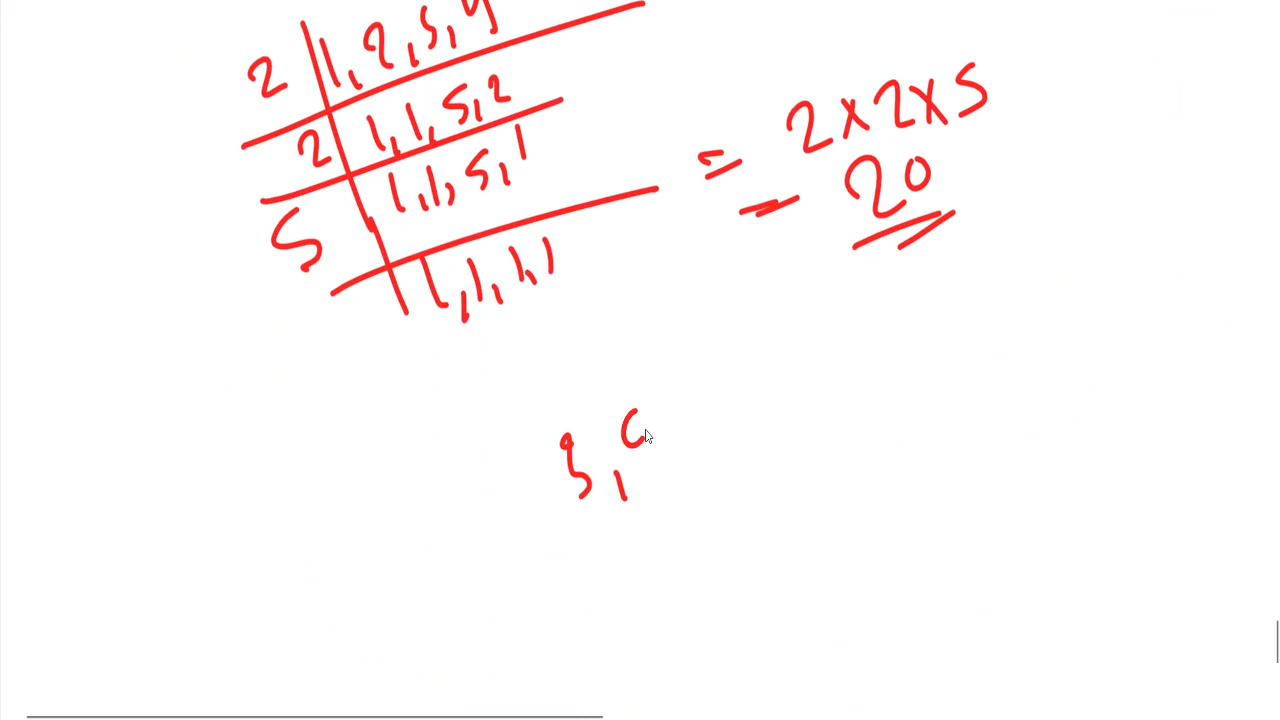 2 | 1, 2, 5, 4
2 | 1, 1, 5, 2
5 | 1, 1, 5, 1
1, 1, 1, 1
= 2 x 2 x 5
= 20